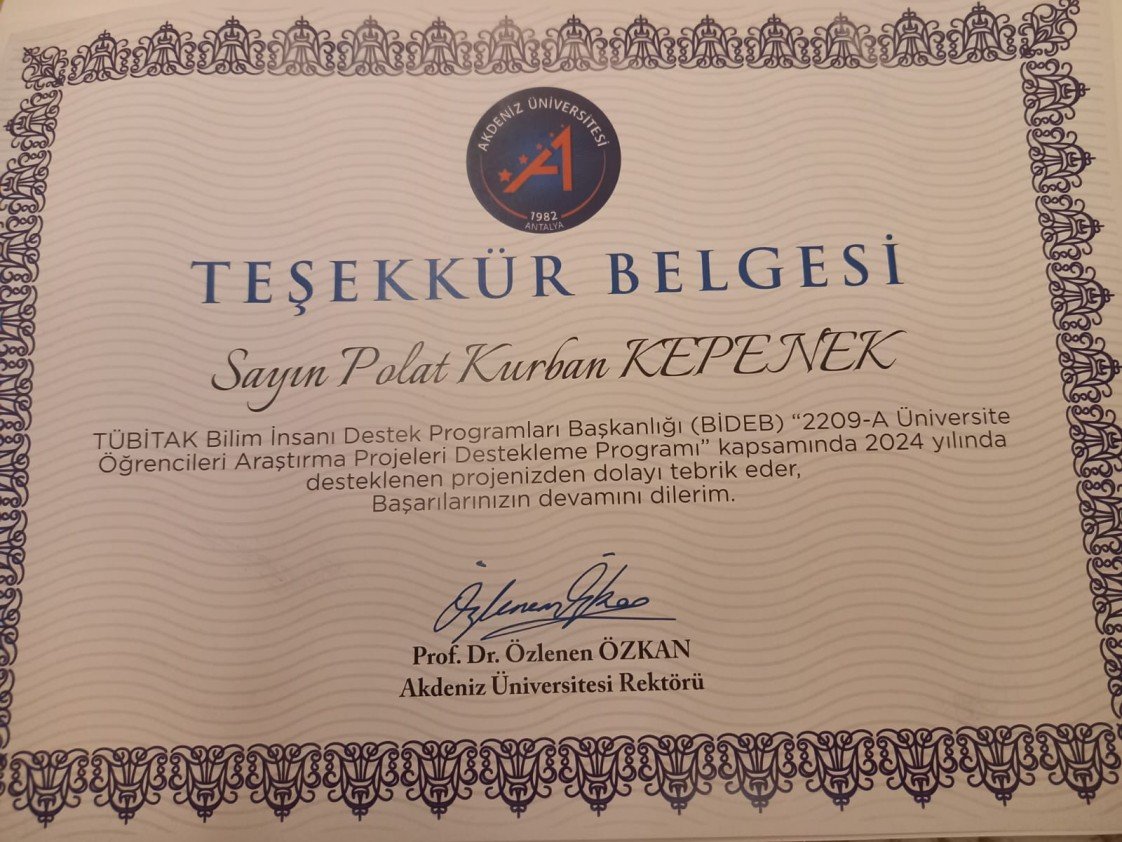 AKDENİZ ÜNİVERSİTESİ
1982
ANTALYA
TEŞEKKÜR BELGESİ
Sayın Polat Kurban KEPENEK
TÜBİTAK Bilim İnsanı Destek Programları Başkanlığı (BİDEB) “2209-A Üniversite
Öğrencileri Araştırma Projeleri Destekleme Programı” kapsamında 2024 yılında
desteklenen projenizden dolayı tebrik eder,
Başarılarınızın devamını dilerim.
Özlenen Özkan
Prof. Dr. Özlenen ÖZKAN
Akdeniz Üniversitesi Rektörü